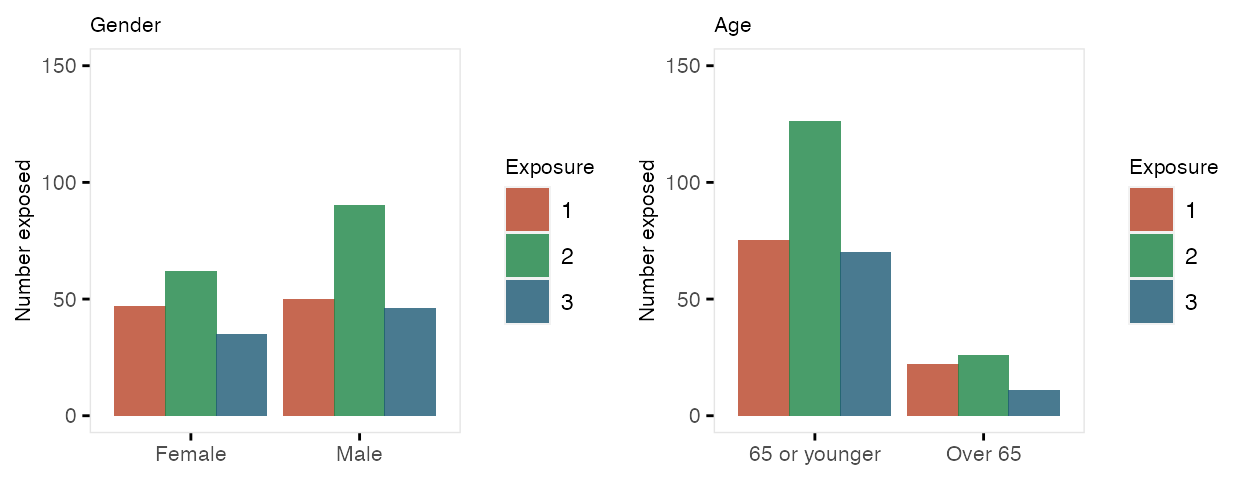 Gender
150
100
50
0
Number exposed
Female
Male
Exposure
1
2
3
Age
150
100
50
0
Number exposed
65 or younger
Over 65
Exposure
1
2
3